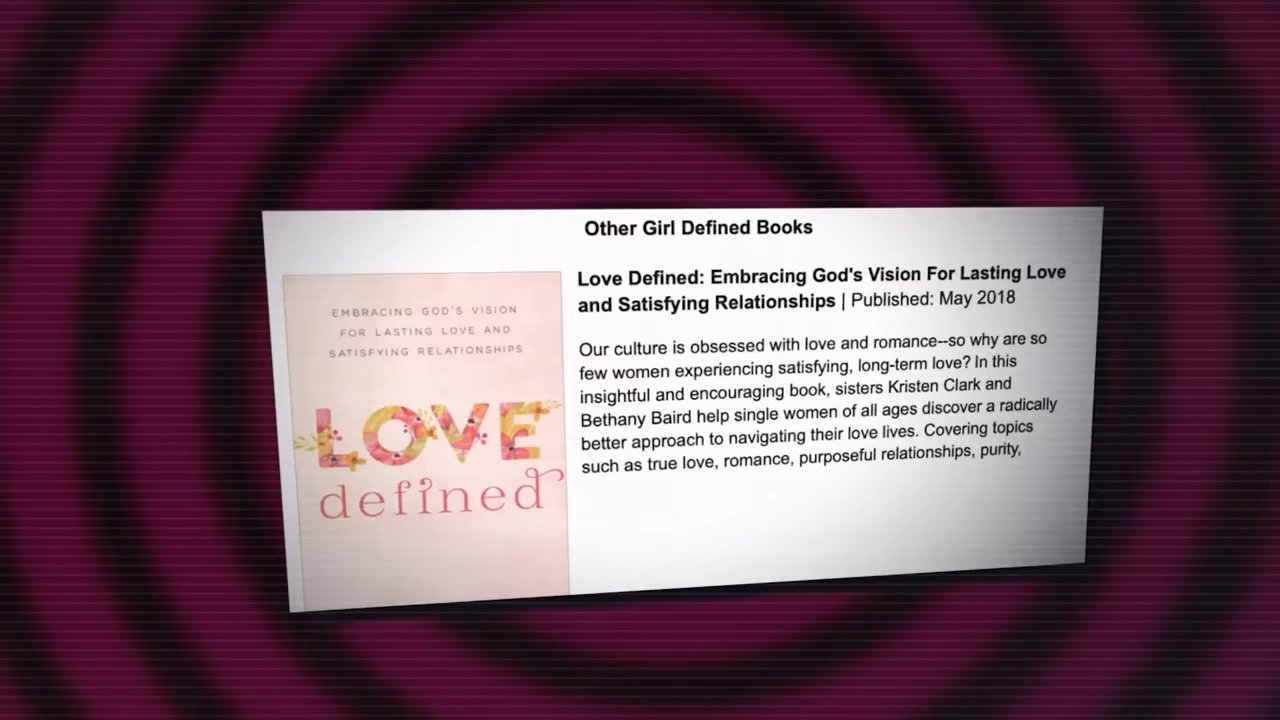 Other Girl Defined Books
EMBRACING GOD'S VISION
FOR LASTING LOVE AND
SATISFYING RELATIONSHIPS
LOVE
defined
Love Defined: Embracing God's Vision For Lasting Love
and Satisfying Relationships | Published: May 2018
Our culture is obsessed with love and romance--so why are so
few women experiencing satisfying, long-term love? In this
insightful and encouraging book, sisters Kristen Clark and
Bethany Baird help single women of all ages discover a radically
better approach to navigating their love lives. Covering topics
such as true love, romance, purposeful relationships, purity,